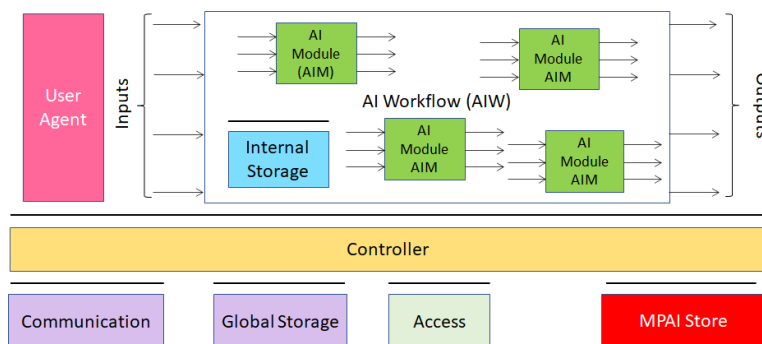 User
Agent
Inputs
AI
Module
(AIM)
AI
Module
AIM
AI Workflow (AIW)
Internal
Storage
AI
Module
AIM
AI
Module
AIM
Outputs
Controller
Communication
Global Storage
Access
MPAI Store